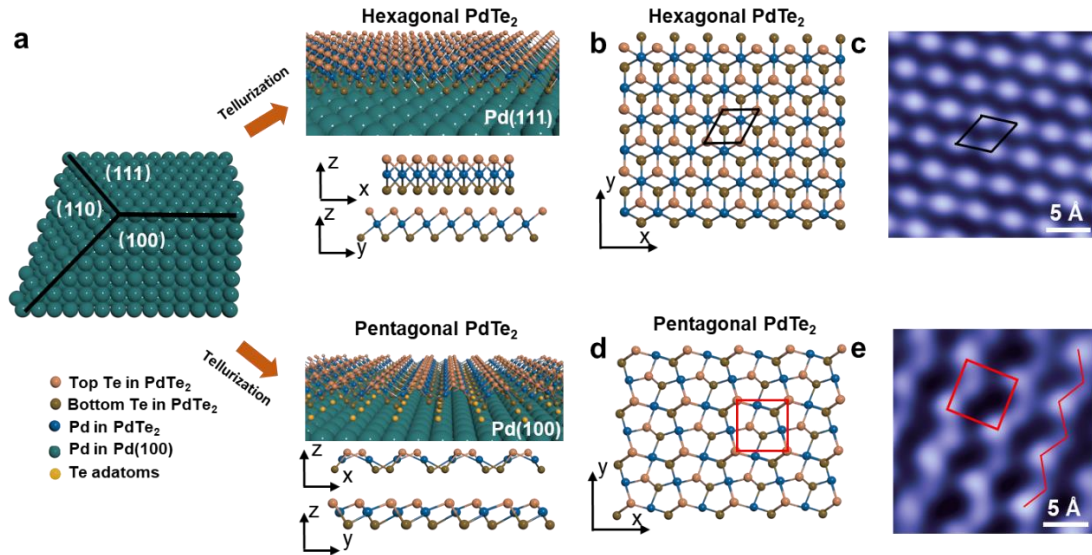 a
Tellurization
Hexagonal PdTe₂
Pd(111)
z
x
z
y
(111)
(110)
(100)
Tellurization
Pentagonal PdTe₂
Pd(100)
z
x
z
y
Top Te in PdTe₂
Bottom Te in PdTe₂
Pd in PdTe₂
Pd in Pd(100)
Te adatoms
b
Hexagonal PdTe₂
y
x
c
5 Å
d
Pentagonal PdTe₂
y
x
e
5 Å